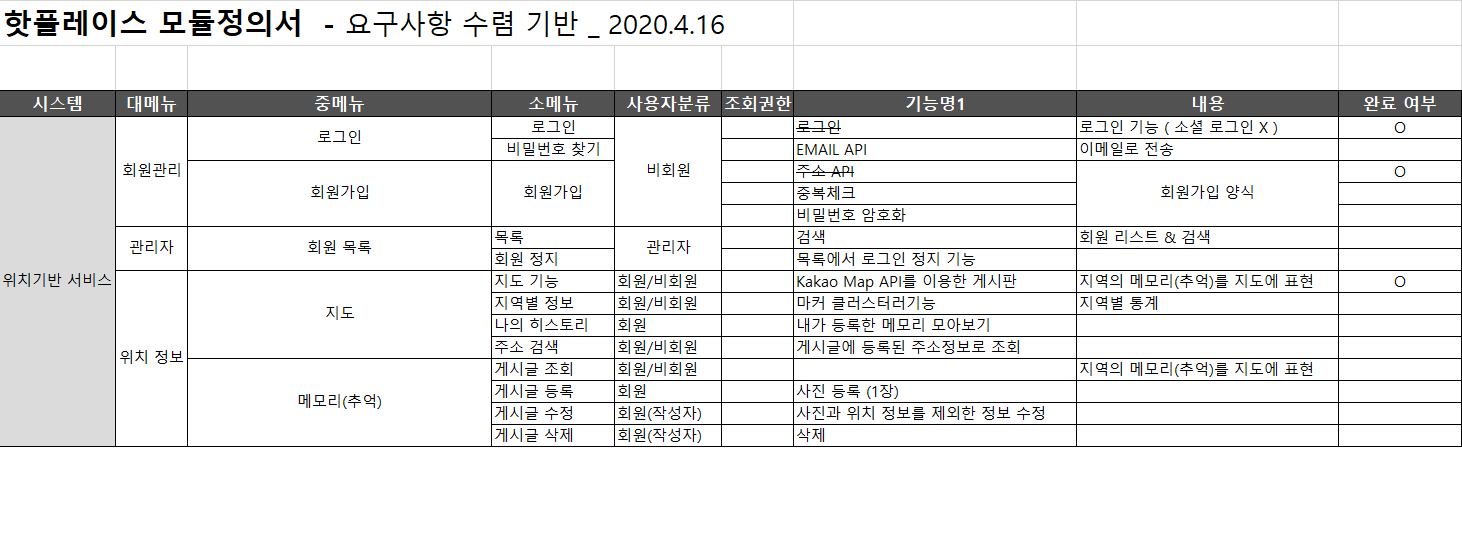 핫플레이스 모듈정의서 - 요구사항 수렴 기반 _ 2020.4.16
시스템 대메뉴 중메뉴 소메뉴 사용자분류 조회권한 기능명1 내용 완료 여부
위치기반 서비스 회원관리 로그인 로그인 비회원 로그인 로그인 기능 ( 소셜 로그인 X ) O
비밀번호 찾기 EMAIL API 이메일로 전송
회원가입 회원가입 주소 API 회원가입 양식 O
중복체크
비밀번호 암호화
관리자 회원 목록 목록 관리자 검색 회원 리스트 & 검색
회원 정지 목록에서 로그인 정지 기능
위치 정보 지도 지도 기능 회원/비회원 Kakao Map API를 이용한 게시판 지역의 메모리(추억)를 지도에 표현 O
지역별 정보 회원/비회원 마커 클러스터러기능 지역별 통계
나의 히스토리 회원 내가 등록한 메모리 모아보기
주소 검색 회원/비회원 게시글에 등록된 주소정보로 조회
메모리(추억) 게시글 조회 회원/비회원 지역의 메모리(추억)를 지도에 표현
게시글 등록 회원 사진 등록 (1장)
게시글 수정 회원(작성자) 사진과 위치 정보를 제외한 정보 수정
게시글 삭제 회원(작성자) 삭제